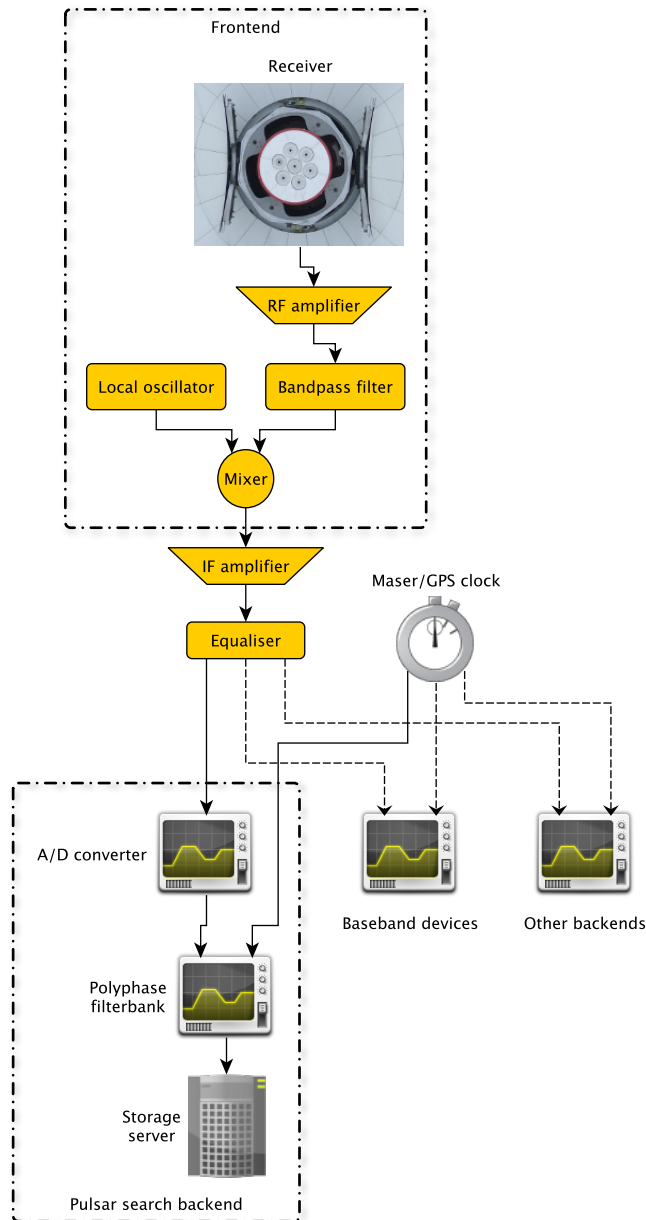 Frontend
Receiver
RF amplifier
Local oscillator
Bandpass filter
Mixer
IF amplifier
Maser/GPS clock
Equaliser
A/D converter
Baseband devices
Other backends
Polyphase
filterbank
Storage
server
Pulsar search backend